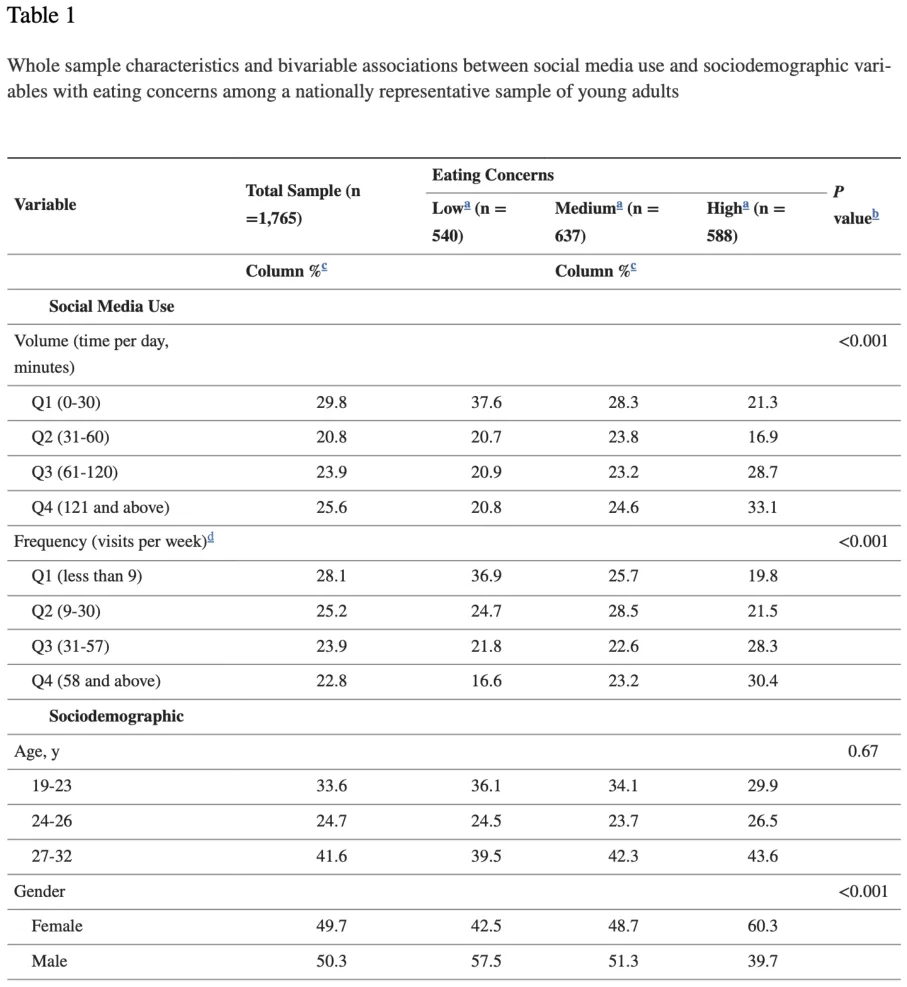 Table 1
Whole sample characteristics and bivariable associations between social media use and sociodemographic vari-
ables with eating concerns among a nationally representative sample of young adults
Variable Total Sample (n =1,765) Eating Concerns P value b
Low a (n = 540) Medium a (n = 637) High a (n = 588)
Column % c Column % c
Social Media Use
Volume (time per day, minutes) <0.001
Q1 (0-30) 29.8 37.6 28.3 21.3
Q2 (31-60) 20.8 20.7 23.8 16.9
Q3 (61-120) 23.9 20.9 23.2 28.7
Q4 (121 and above) 25.6 20.8 24.6 33.1
Frequency (visits per week) d <0.001
Q1 (less than 9) 28.1 36.9 25.7 19.8
Q2 (9-30) 25.2 24.7 28.5 21.5
Q3 (31-57) 23.9 21.8 22.6 28.3
Q4 (58 and above) 22.8 16.6 23.2 30.4
Sociodemographic
Age, y 0.67
19-23 33.6 36.1 34.1 29.9
24-26 24.7 24.5 23.7 26.5
27-32 41.6 39.5 42.3 43.6
Gender <0.001
Female 49.7 42.5 48.7 60.3
Male 50.3 57.5 51.3 39.7